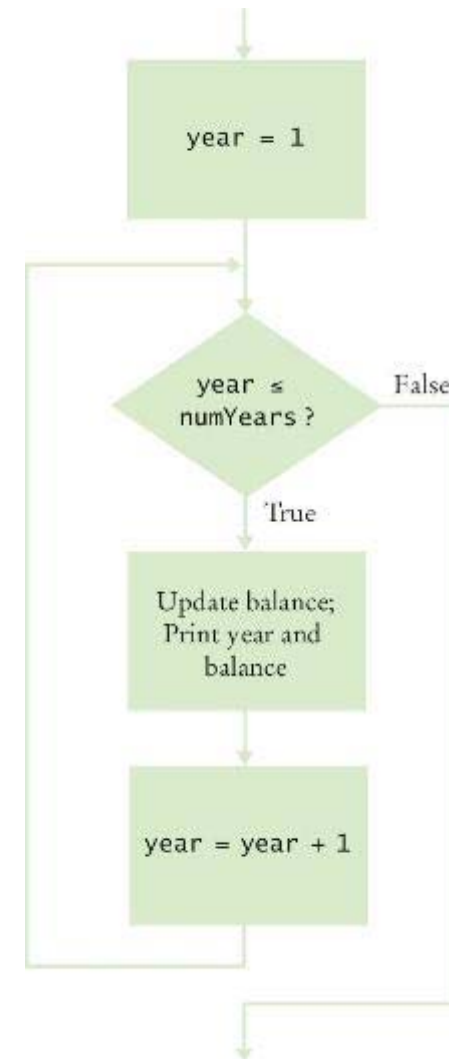 year = 1
year ≤
numYears ?
False
True
Update balance;
Print year and
balance
year = year + 1